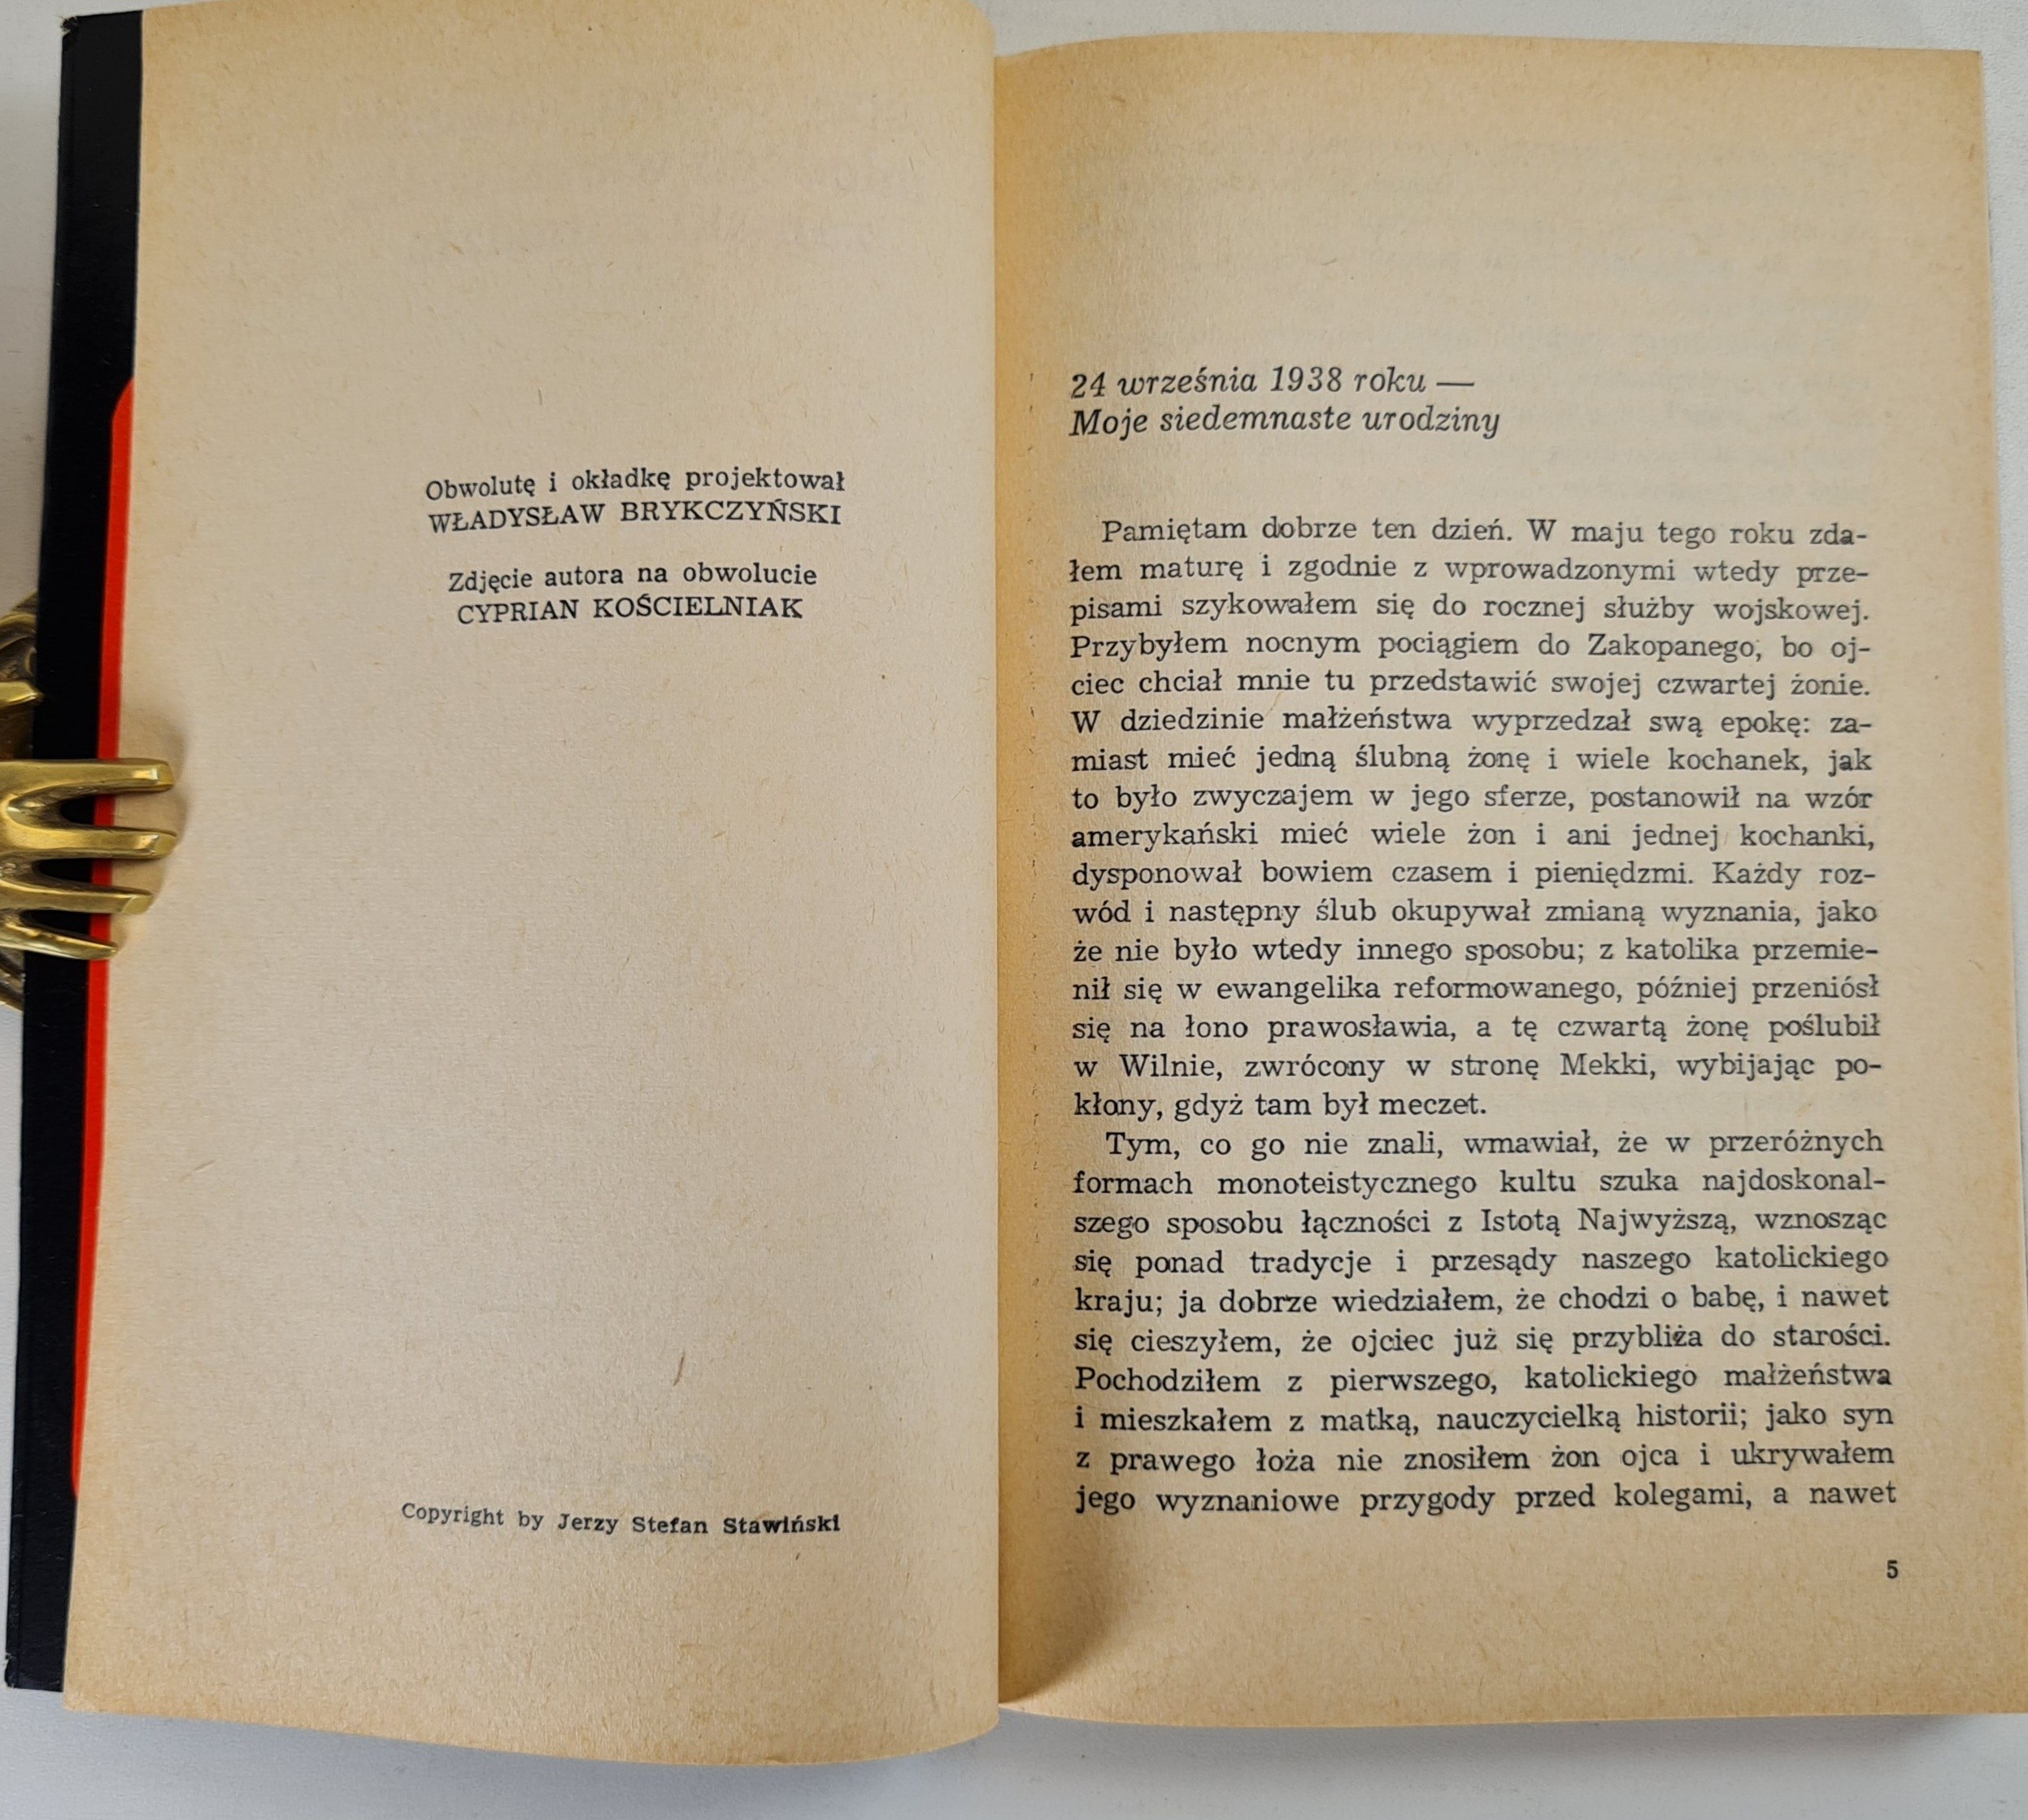 Obwolutę i okładkę projektował
WŁADYSŁAW BRYKCZYŃSKI
Zdjęcie autora na obwolucie
CYPRIAN KOŚCIELNIAK
Copyright by Jerzy Stefan Stawiński
24 września 1938 roku —
Moje siedemnaste urodziny
Pamiętam dobrze ten dzień. W maju tego roku zda-
łem maturę i zgodnie z wprowadzonymi wtedy prze-
pisami szykowałem się do rocznej służby wojskowej.
Przybyłem nocnym pociągiem do Zakopanego, bo oj-
ciec chciał mnie tu przedstawić swojej czwartej żonie.
W dziedzinie małżeństwa wyprzedzał swą epokę: za-
miast mieć jedną ślubną żonę i wiele kochanek, jak
to było zwyczajem w jego sferze, postanowił na wzór
amerykański mieć wiele żon i ani jednej kochanki,
dysponował bowiem czasem i pieniędzmi. Każdy roz-
wód i następny ślub okupywał zmianą wyznania, jako
że nie było wtedy innego sposobu; z katolika przemie-
nił się w ewangelika reformowanego, później przeniósł
się na łono prawosławia, a tę czwartą żonę poślubił
w Wilnie, zwrócony w stronę Mekki, wybijając po-
kłony, gdyż tam był meczet.
Tym, co go nie znali, wmawiał, że w przeróżnych
formach monoteistycznego kultu szuka najdoskonal-
szego sposobu łączności z Istotą Najwyższą, wznosząc
się ponad tradycje i przesądy naszego katolickiego
kraju; ja dobrze wiedziałem, że chodzi o babę, i nawet
się cieszyłem, że ojciec już się przybliża do starości.
Pochodziłem z pierwszego, katolickiego małżeństwa
i mieszkałem z matką, nauczycielką historii; jako syn
z prawego łoża nie znosiłem żon ojca i ukrywałem
jego wyznaniowe przygody przed kolegami, a nawet
5